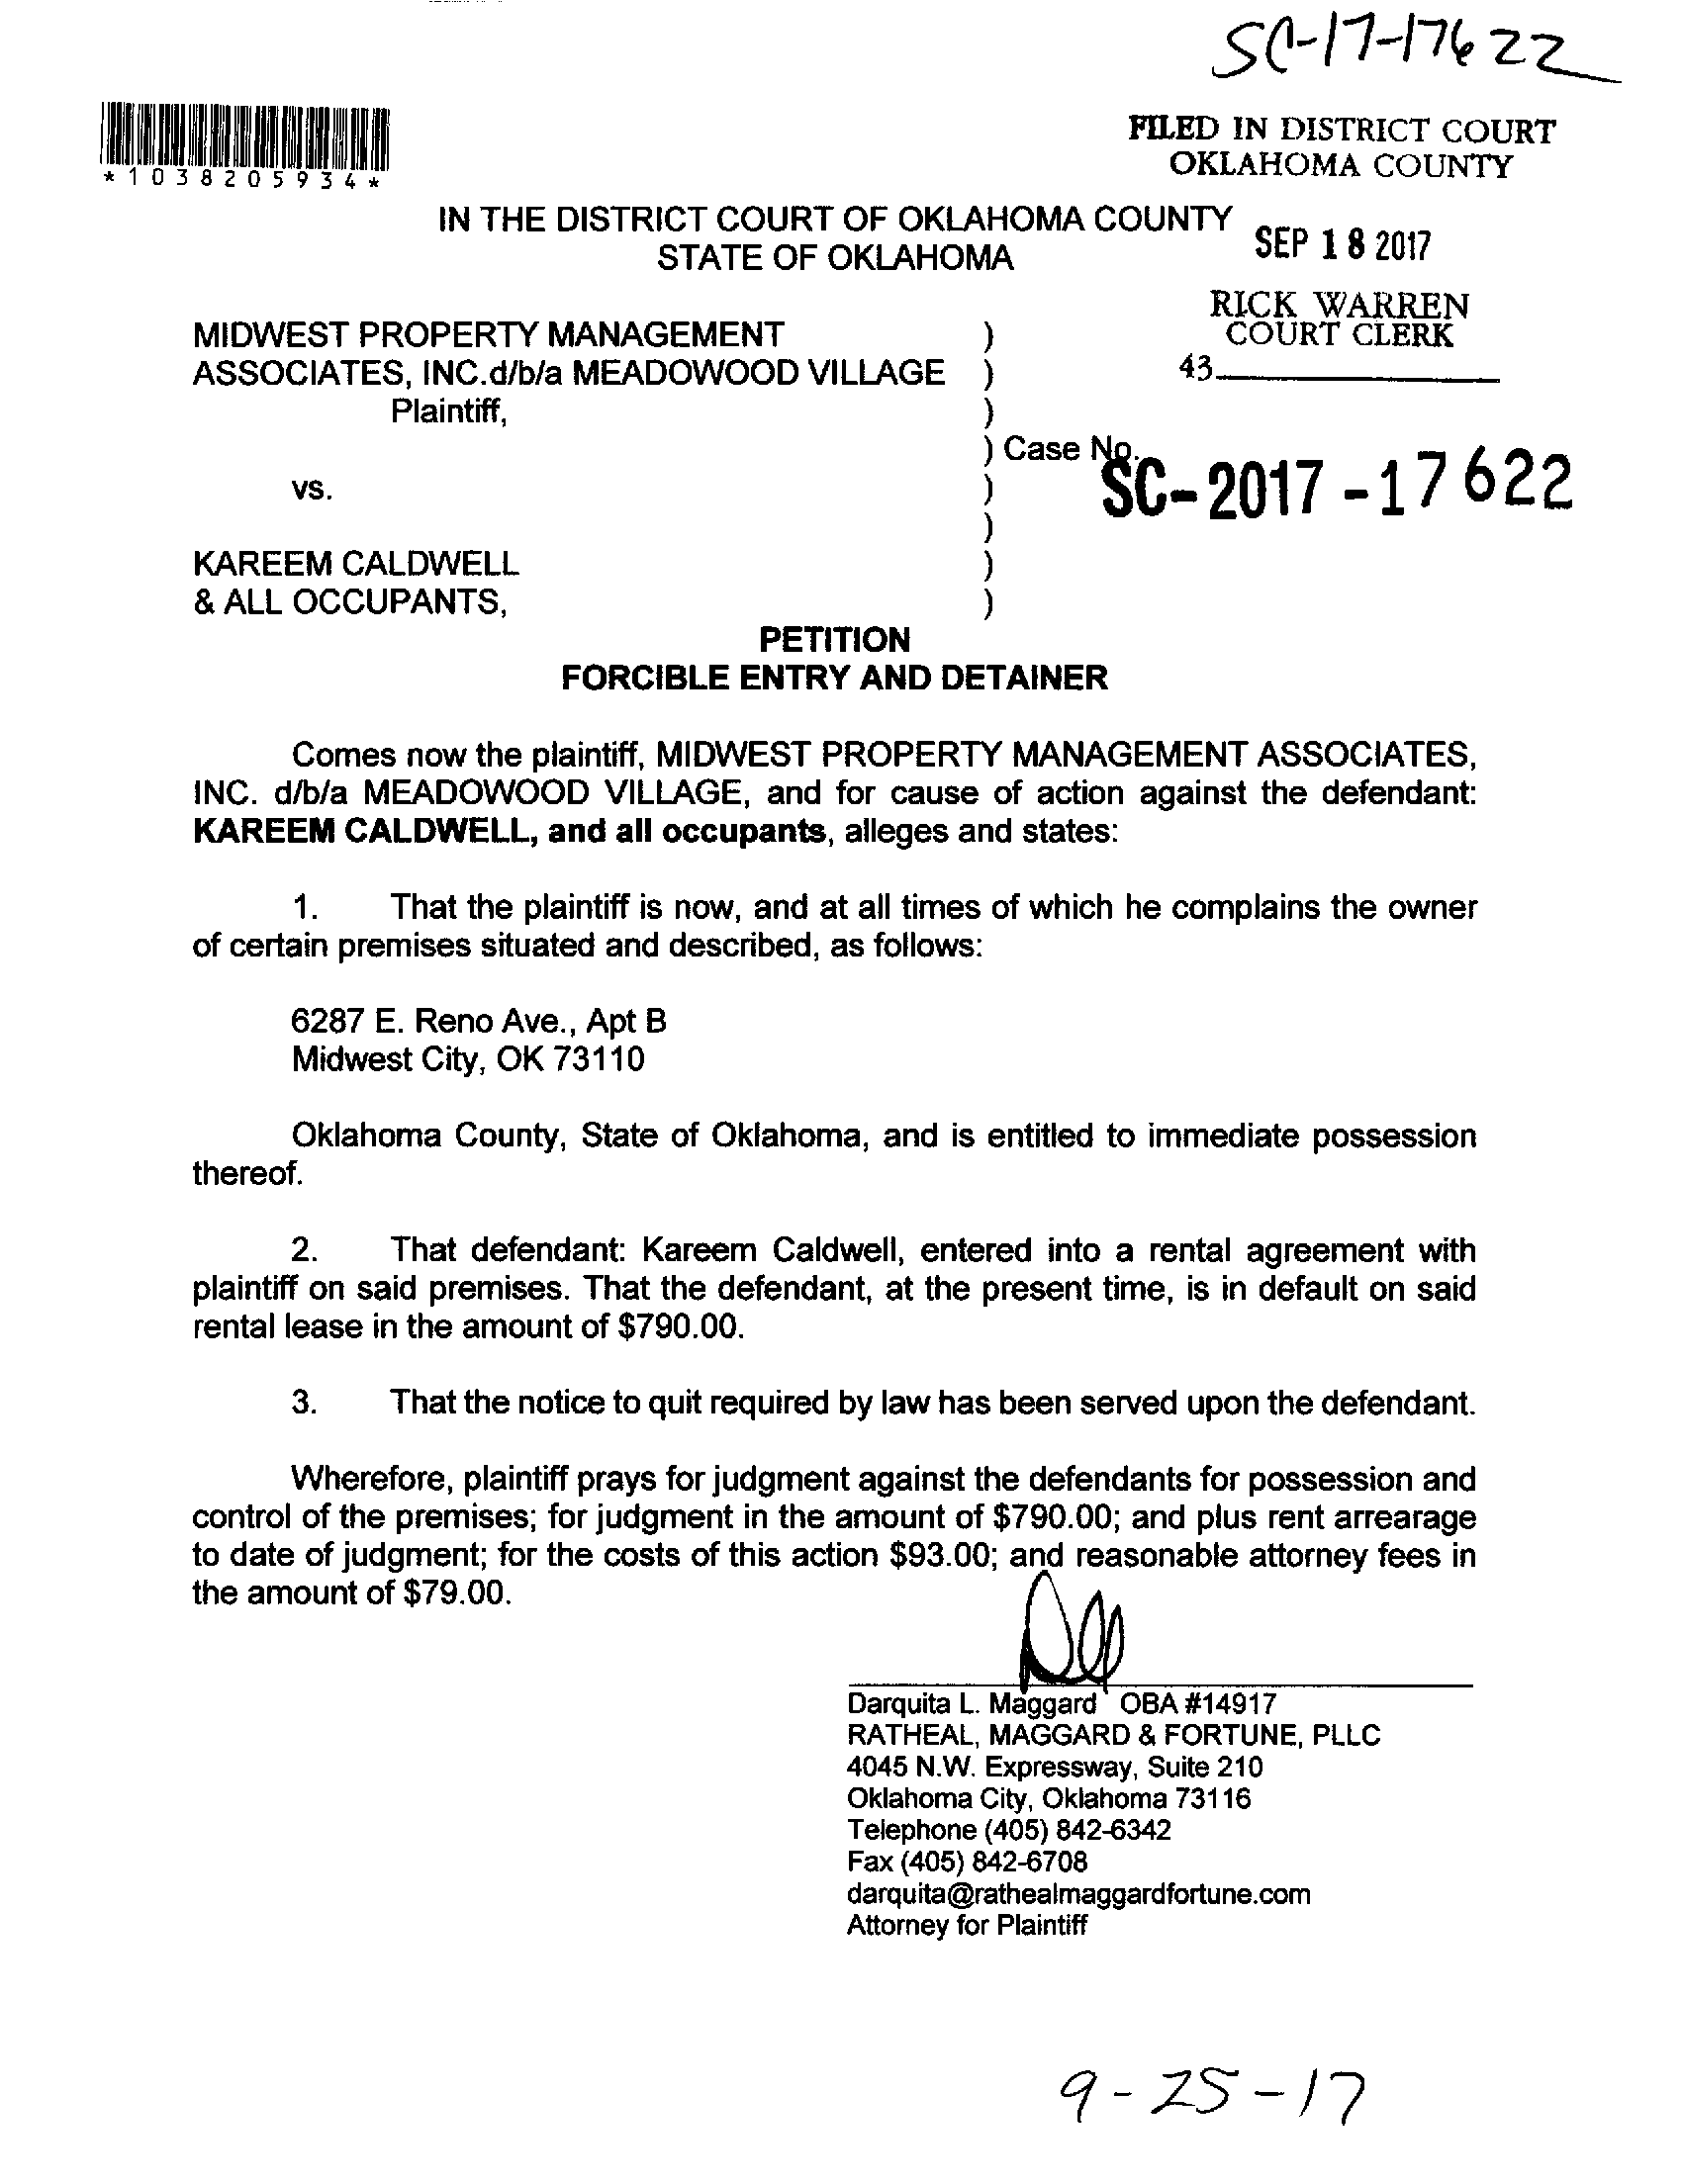 SC-17-17622
FILED IN DISTRICT COURT
OKLAHOMA COUNTY
*1038205934*
IN THE DISTRICT COURT OF OKLAHOMA COUNTY
STATE OF OKLAHOMA
SEP 18 2017
RICK WARREN
COURT CLERK
43
MIDWEST PROPERTY MANAGEMENT )
ASSOCIATES, INC.d/b/a MEADOWOOD VILLAGE )
Plaintiff, )
) Case No.
SC-2017-17622
vs. )
)
KAREEM CALDWELL )
& ALL OCCUPANTS, )
PETITION
FORCIBLE ENTRY AND DETAINER
Comes now the plaintiff, MIDWEST PROPERTY MANAGEMENT ASSOCIATES,
INC. d/b/a MEADOWOOD VILLAGE, and for cause of action against the defendant:
KAREEM CALDWELL, and all occupants, alleges and states:
1. That the plaintiff is now, and at all times of which he complains the owner
of certain premises situated and described, as follows:
6287 E. Reno Ave., Apt B
Midwest City, OK 73110
Oklahoma County, State of Oklahoma, and is entitled to immediate possession
thereof.
2. That defendant: Kareem Caldwell, entered into a rental agreement with
plaintiff on said premises. That the defendant, at the present time, is in default on said
rental lease in the amount of $790.00.
3. That the notice to quit required by law has been served upon the defendant.
Wherefore, plaintiff prays for judgment against the defendants for possession and
control of the premises; for judgment in the amount of $790.00; and plus rent arrearage
to date of judgment; for the costs of this action $93.00; and reasonable attorney fees in
the amount of $79.00.
Darquita L. Maggard OBA #14917
RATHEAL, MAGGARD & FORTUNE, PLLC
4045 N.W. Expressway, Suite 210
Oklahoma City, Oklahoma 73116
Telephone (405) 842-6342
Fax (405) 842-6708
darquita@rathealmaggardfortune.com
Attorney for Plaintiff
9-25-17